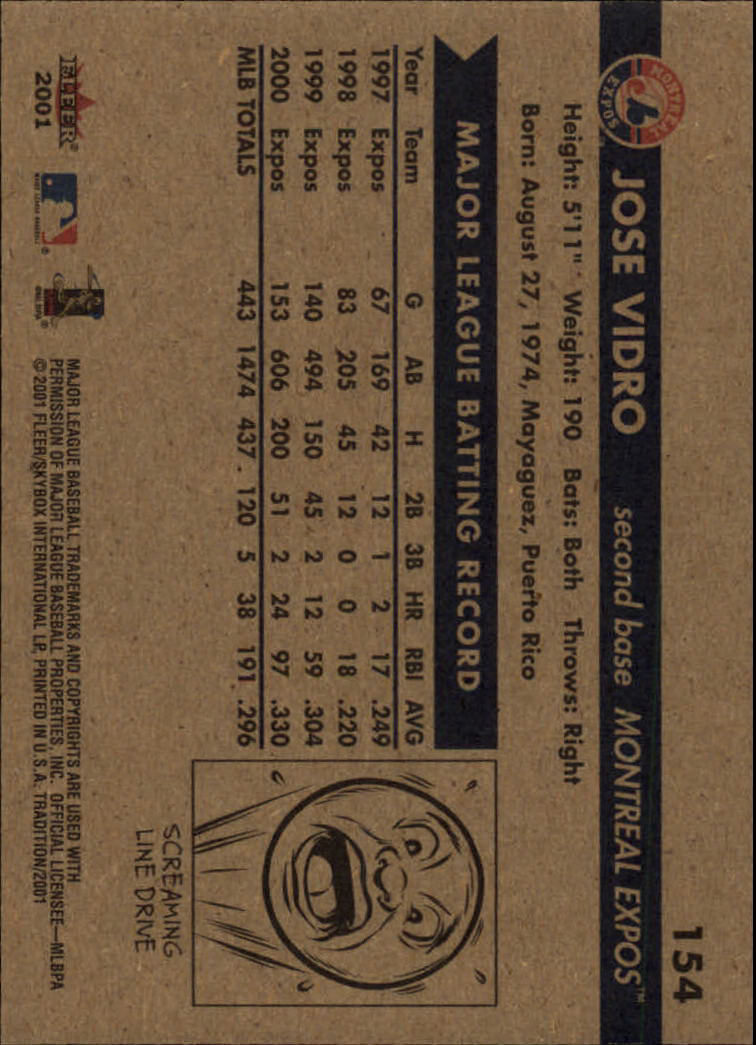 154
MONTREAL EXPOS
JOSE VIDRO second base MONTREAL EXPOS™
Height: 5'11" Weight: 190 Bats: Both Throws: Right
Born: August 27, 1974, Mayaguez, Puerto Rico
MAJOR LEAGUE BATTING RECORD
Year Team G AB H 2B 3B HR RBI AVG
1997 Expos 67 169 42 12 1 2 17 .249
1998 Expos 83 205 45 12 0 0 18 .220
1999 Expos 140 494 150 45 2 12 59 .304
2000 Expos 153 606 200 51 2 24 97 .330
MLB TOTALS 443 1474 437 120 5 38 191 .296
SCREAMING
LINE DRIVE
FLEER
2001
MAJOR LEAGUE BASEBALL TRADEMARKS AND COPYRIGHTS ARE USED WITH
PERMISSION OF MAJOR LEAGUE BASEBALL PROPERTIES, INC. OFFICIAL LICENSEE—MLBPA
© 2001 FLEER/SKYBOX INTERNATIONAL LP, PRINTED IN U.S.A. TRADITION/2001